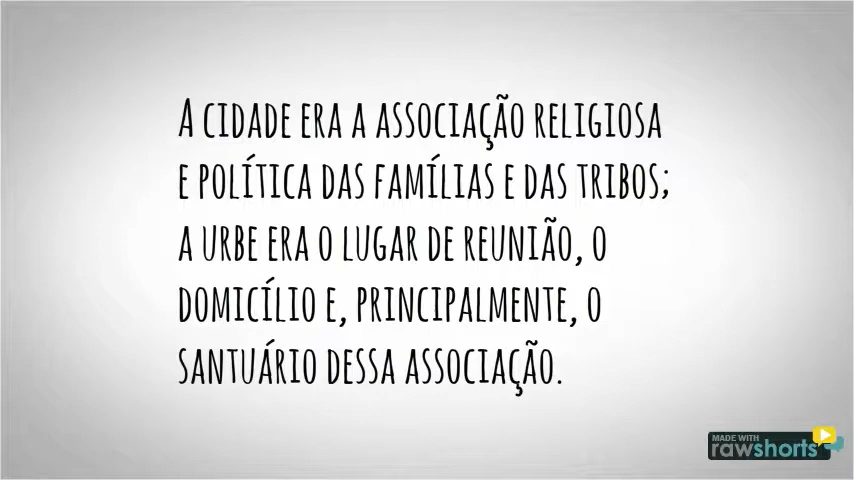 A cidade era a associação religiosa
e política das famílias e das tribos;
a urbe era o lugar de reunião, o
domicílio e, principalmente, o
santuário dessa associação.
MADE WITH
rawshorts